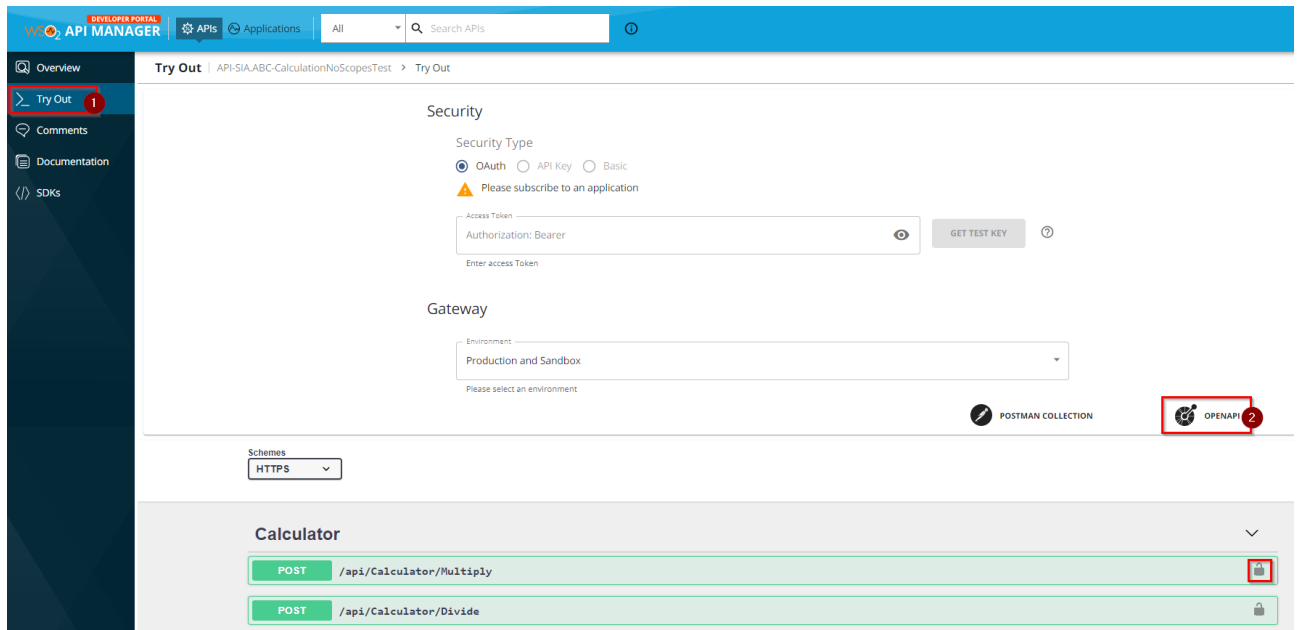 DEVELOPER PORTAL
WSO2 API MANAGER
APIs
Applications
All
Search APIs
Overview
Try Out | API-SIA.ABC-CalculationNoScopesTest > Try Out
Try Out 1
Comments
Documentation
SDKs
Security
Security Type
OAuth API Key Basic
Please subscribe to an application
Access Token
Authorization: Bearer
GET TEST KEY
Enter access Token
Gateway
Environment
Production and Sandbox
Please select an environment
POSTMAN COLLECTION
OPENAPI 2
Schemes
HTTPS
Calculator
POST /api/Calculator/Multiply
POST /api/Calculator/Divide